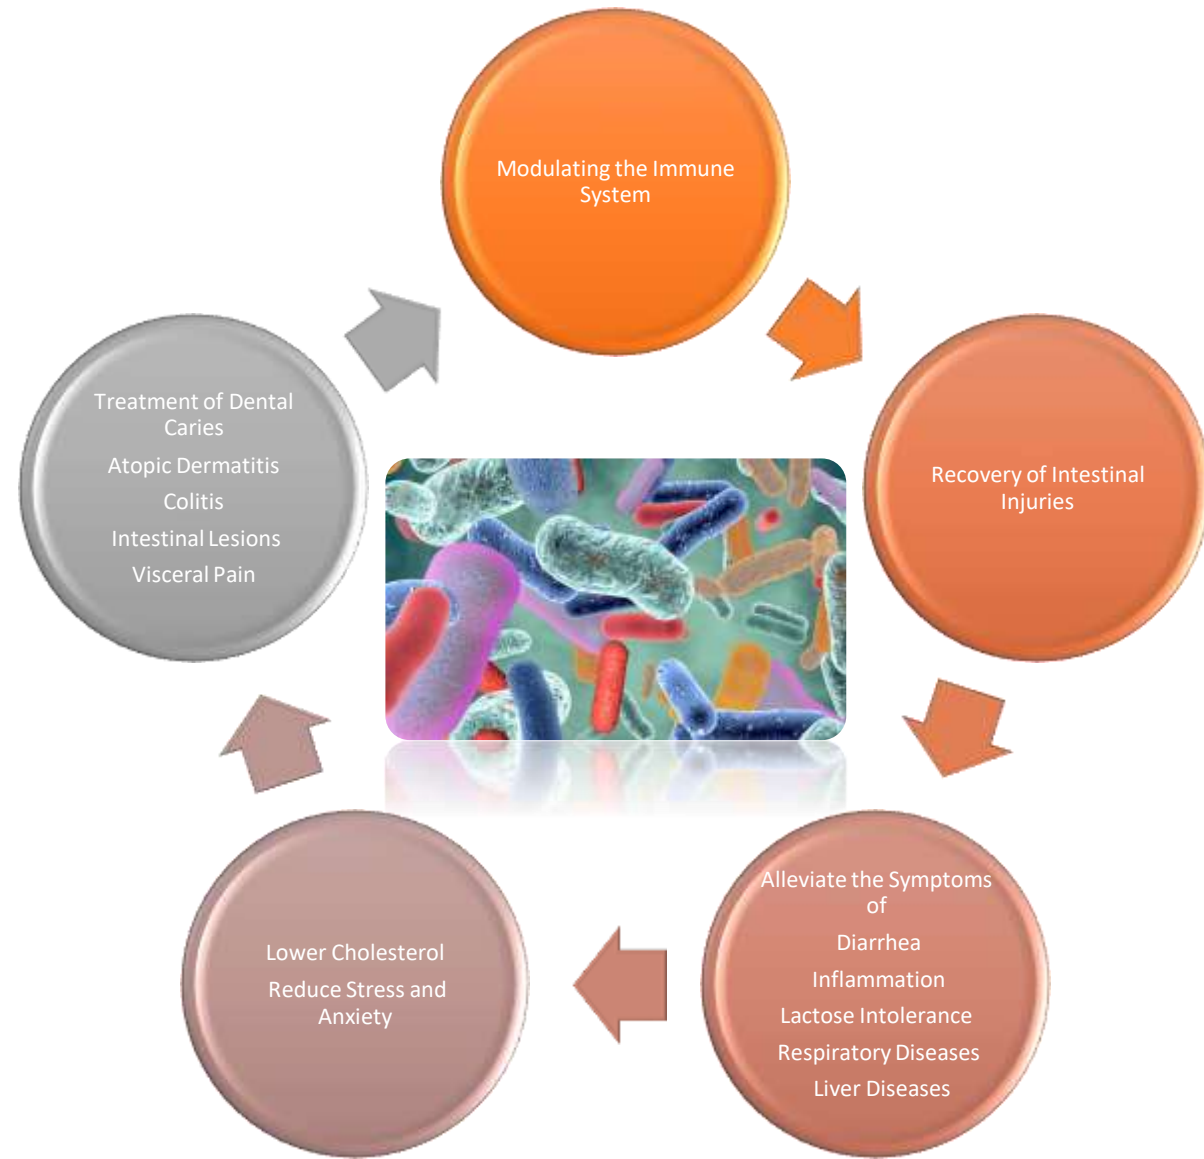 Modulating the Immune
System
Recovery of Intestinal
Injuries
Alleviate the Symptoms
of
Diarrhea
Inflammation
Lactose Intolerance
Respiratory Diseases
Liver Diseases
Lower Cholesterol
Reduce Stress and
Anxiety
Treatment of Dental
Caries
Atopic Dermatitis
Colitis
Intestinal Lesions
Visceral Pain